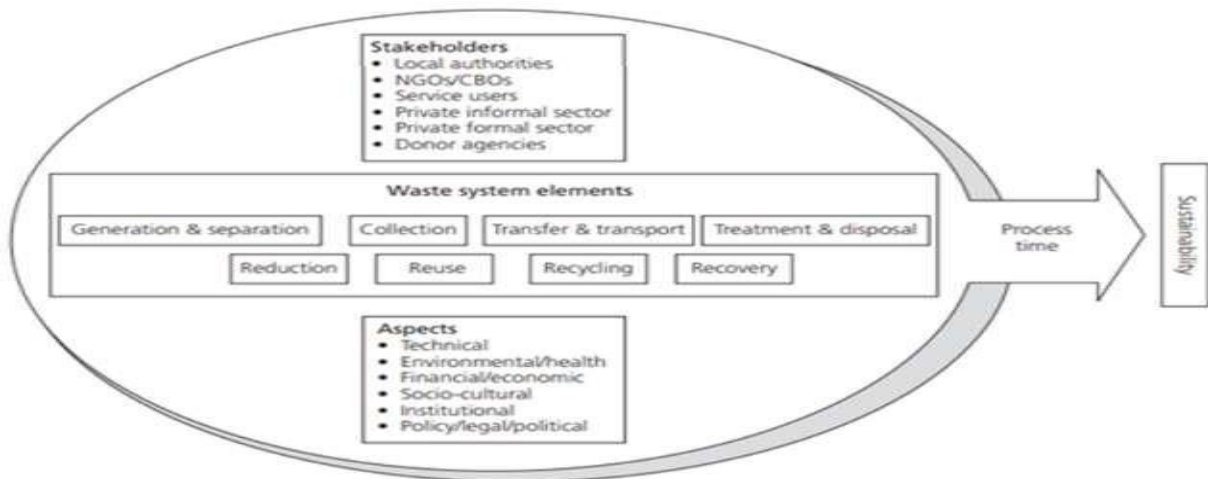 Stakeholders
• Local authorities
• NGOs/CBOs
• Service users
• Private informal sector
• Private formal sector
• Donor agencies
Waste system elements
Generation & separation
Collection
Transfer & transport
Treatment & disposal
Reduction
Reuse
Recycling
Recovery
Aspects
• Technical
• Environmental/health
• Financial/economic
• Socio-cultural
• Institutional
• Policy/legal/political
Process
time
Sustainability